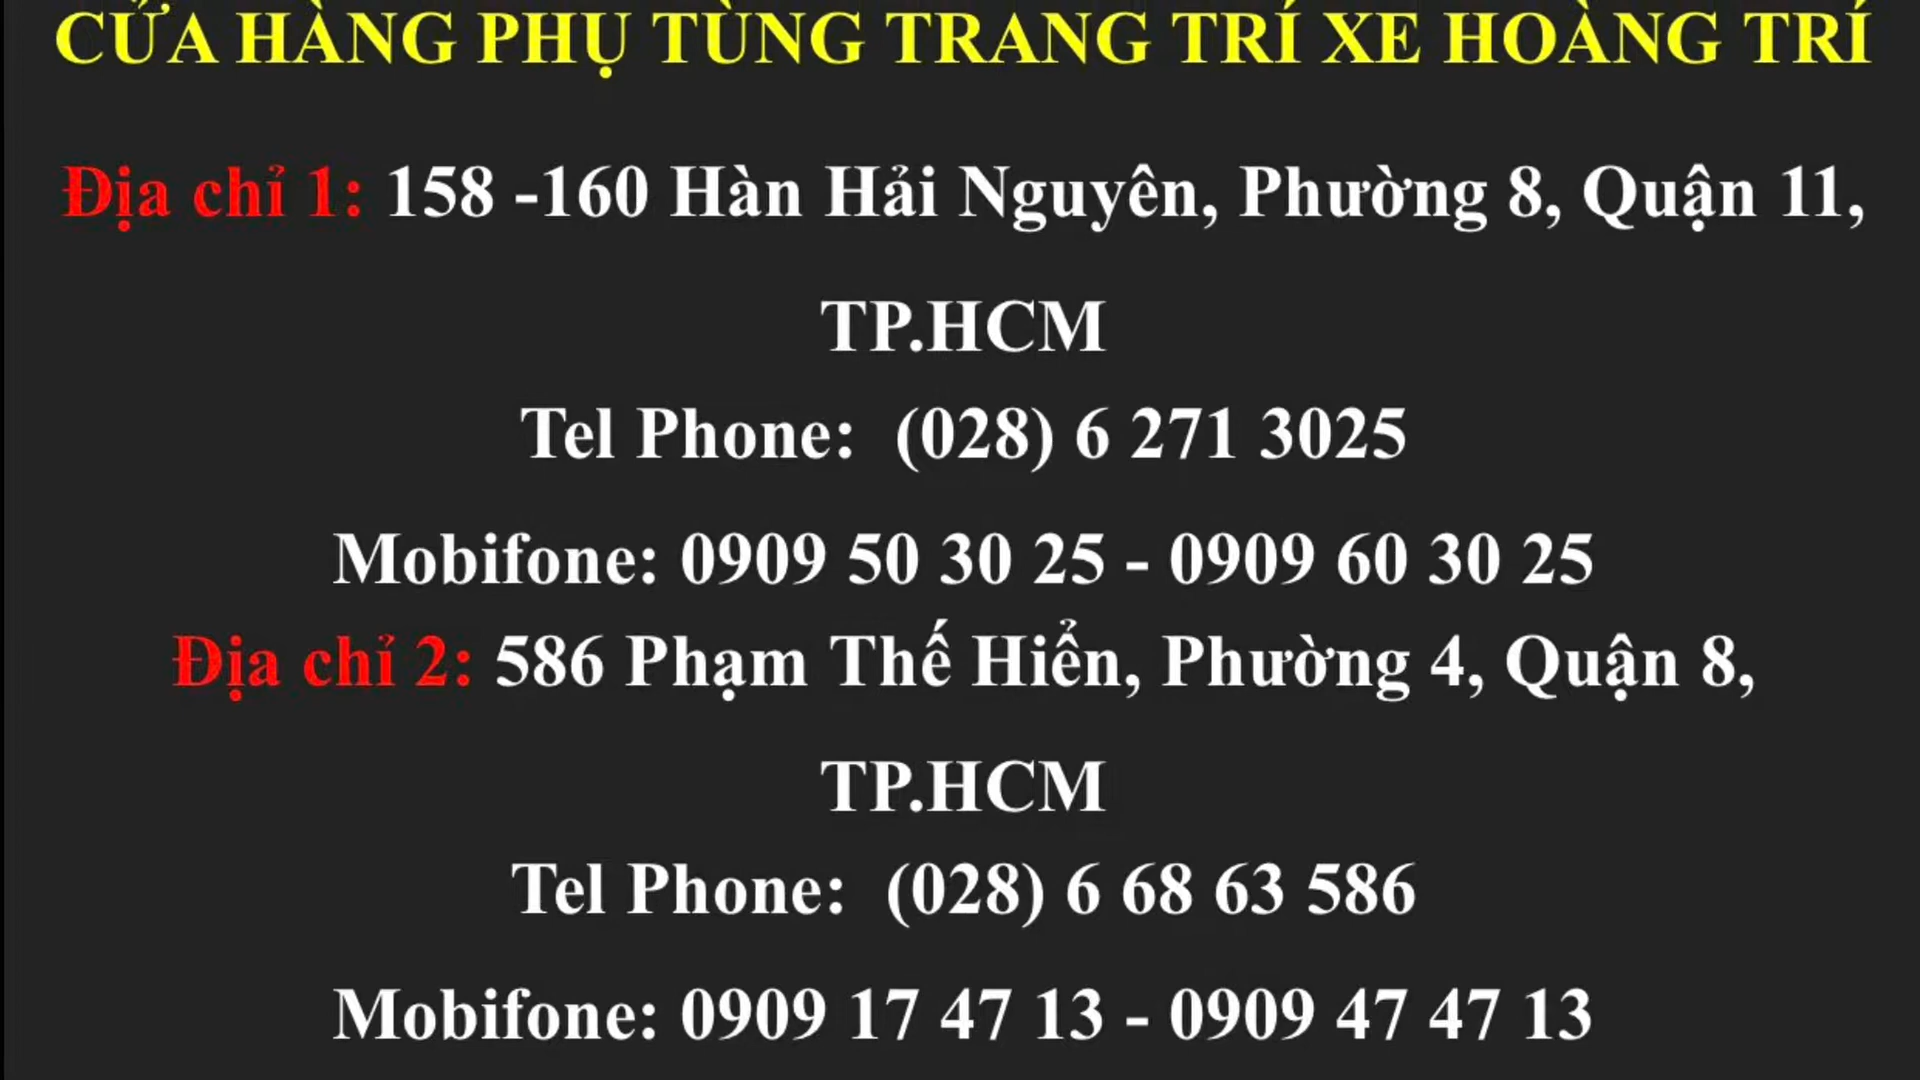 CỬA HÀNG PHỤ TÙNG TRANG TRÍ XE HOÀNG TRÍ
Địa chỉ 1: 158 -160 Hàn Hải Nguyên, Phường 8, Quận 11,
TP.HCM
Tel Phone: (028) 6 271 3025
Mobifone: 0909 50 30 25 - 0909 60 30 25
Địa chỉ 2: 586 Phạm Thế Hiển, Phường 4, Quận 8,
TP.HCM
Tel Phone: (028) 6 68 63 586
Mobifone: 0909 17 47 13 - 0909 47 47 13